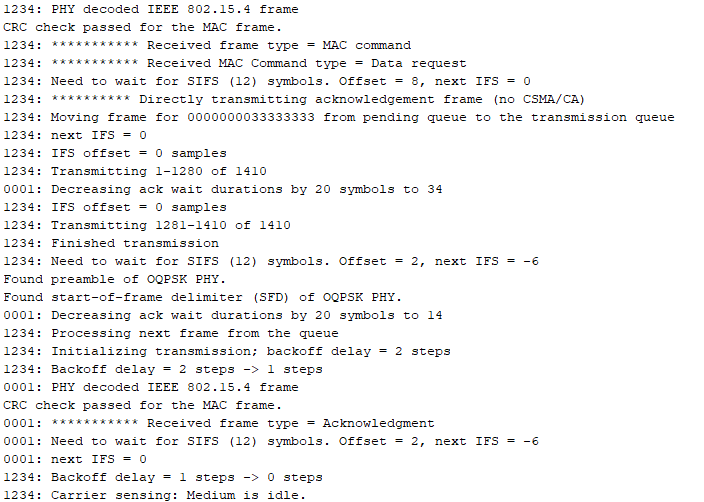 1234: PHY decoded IEEE 802.15.4 frame
CRC check passed for the MAC frame.
1234: *********** Received frame type = MAC command
1234: *********** Received MAC Command type = Data request
1234: Need to wait for SIFS (12) symbols. Offset = 8, next IFS = 0
1234: ********** Directly transmitting acknowledgement frame (no CSMA/CA)
1234: Moving frame for 0000000033333333 from pending queue to the transmission queue
1234: next IFS = 0
1234: IFS offset = 0 samples
1234: Transmitting 1-1280 of 1410
0001: Decreasing ack wait durations by 20 symbols to 34
1234: IFS offset = 0 samples
1234: Transmitting 1281-1410 of 1410
1234: Finished transmission
1234: Need to wait for SIFS (12) symbols. Offset = 2, next IFS = -6
Found preamble of OQPSK PHY.
Found start-of-frame delimiter (SFD) of OQPSK PHY.
0001: Decreasing ack wait durations by 20 symbols to 14
1234: Processing next frame from the queue
1234: Initializing transmission; backoff delay = 2 steps
1234: Backoff delay = 2 steps -> 1 steps
0001: PHY decoded IEEE 802.15.4 frame
CRC check passed for the MAC frame.
0001: *********** Received frame type = Acknowledgment
0001: Need to wait for SIFS (12) symbols. Offset = 2, next IFS = -6
0001: next IFS = 0
1234: Backoff delay = 1 steps -> 0 steps
1234: Carrier sensing: Medium is idle.